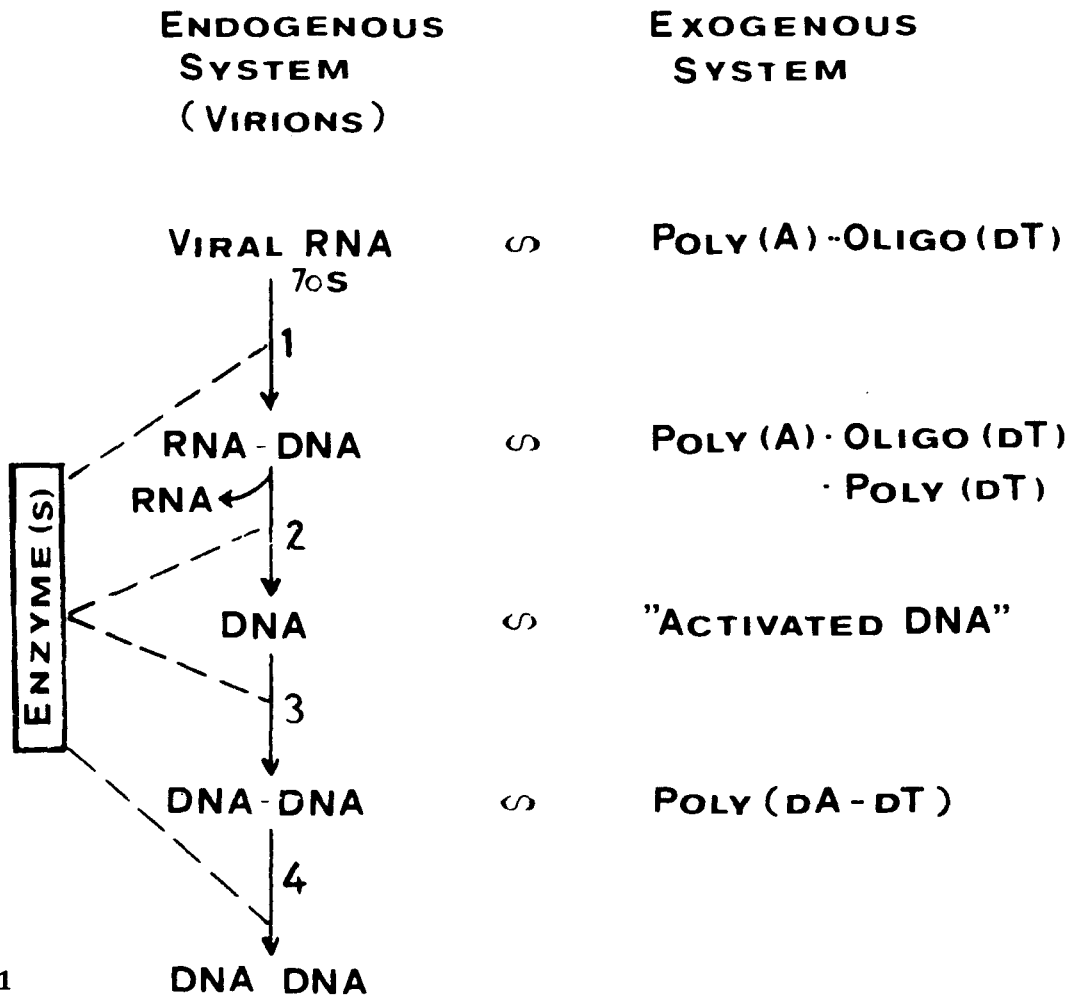 ENDOGENOUS SYSTEM (VIRIONS)
EXOGENOUS SYSTEM
VIRAL RNA ∽ POLY (A)·OLIGO (DT)
70S
1
RNA-DNA ∽ POLY (A)·OLIGO (DT)
·POLY (DT)
RNA
2
ENZYME (S)
DNA ∽ "ACTIVATED DNA"
3
DNA-DNA ∽ POLY (DA-DT)
4
DNA DNA
1